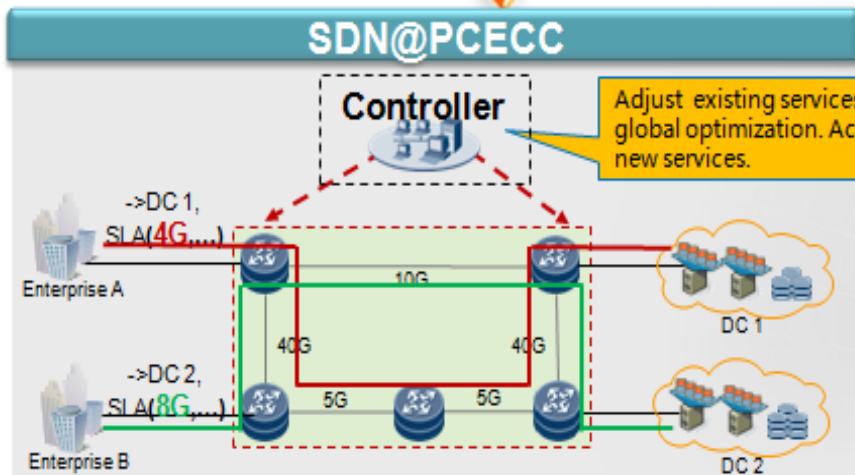 SDN@PCECC
Controller
Adjust existing services
global optimization. Ac
new services.
->DC 1,
SLA(4G,...)
Enterprise A
10G
DC 1
40G
40G
->DC 2,
SLA(8G,...)
5G
5G
Enterprise B
DC 2